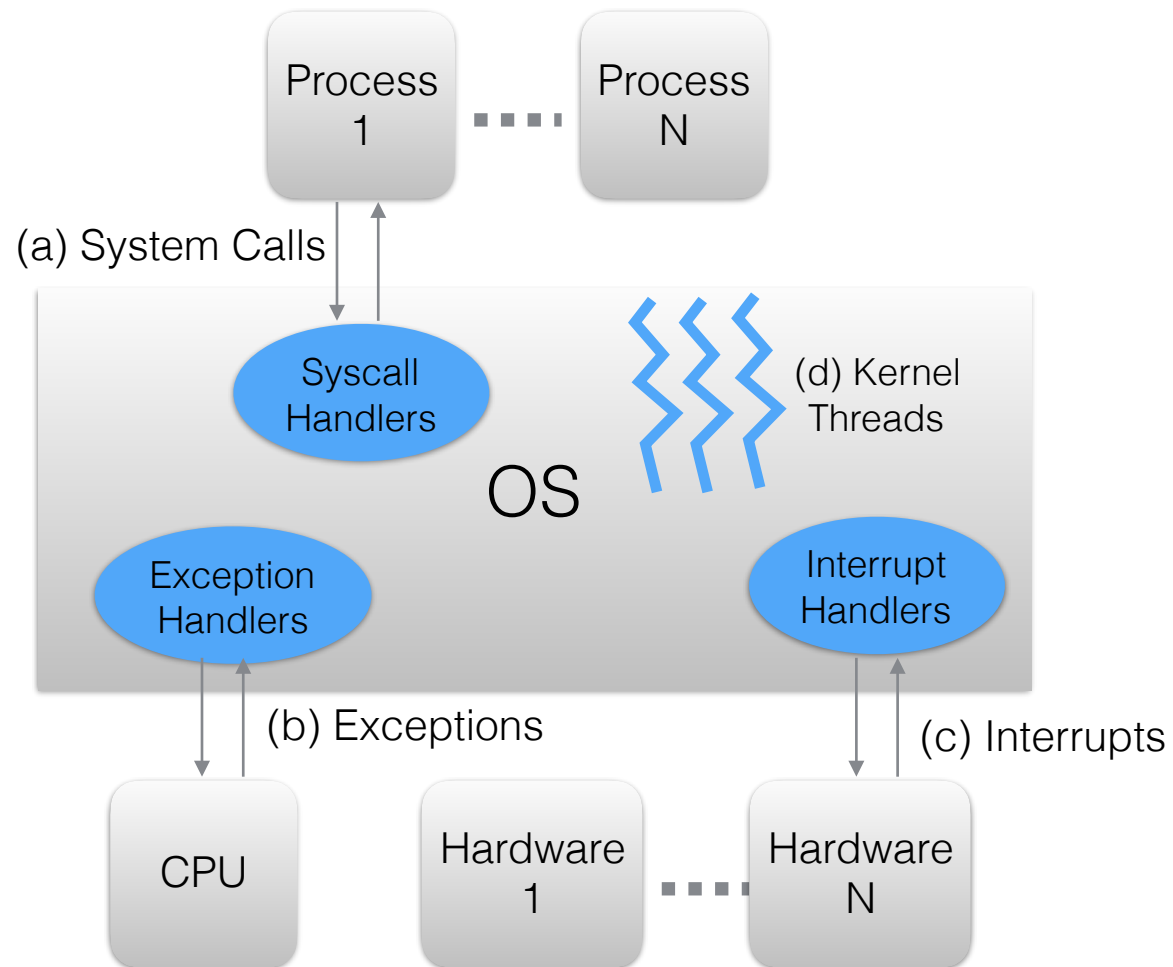 Process
1
Process
N
(a) System Calls
Syscall
Handlers
(d) Kernel
Threads
OS
Exception
Handlers
Interrupt
Handlers
(b) Exceptions
(c) Interrupts
CPU
Hardware
1
Hardware
N